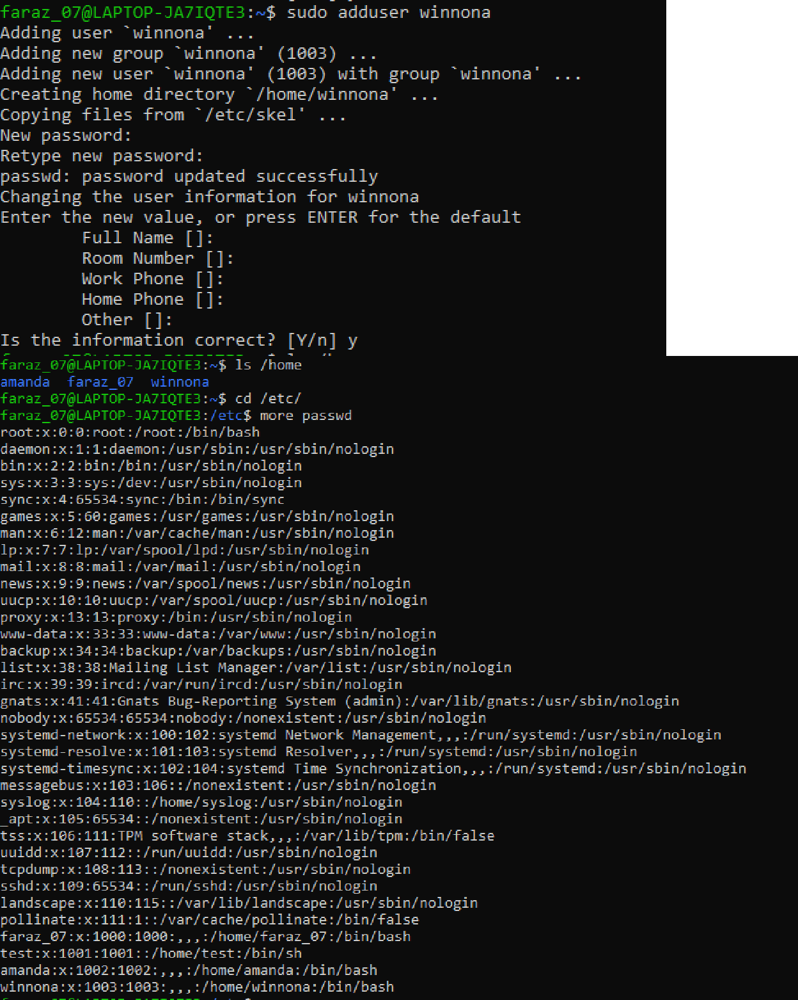 faraz_07@LAPTOP-JA7IQTE3:~$ sudo adduser winnona
Adding user `winnona' ...
Adding new group `winnona' (1003) ...
Adding new user `winnona' (1003) with group `winnona' ...
Creating home directory `/home/winnona' ...
Copying files from `/etc/skel' ...
New password:
Retype new password:
passwd: password updated successfully
Changing the user information for winnona
Enter the new value, or press ENTER for the default
Full Name []:
Room Number []:
Work Phone []:
Home Phone []:
Other []:
Is the information correct? [Y/n] y
faraz_07@LAPTOP-JA7IQTE3:~$ ls /home
amanda  faraz_07  winnona
faraz_07@LAPTOP-JA7IQTE3:~$ cd /etc/
faraz_07@LAPTOP-JA7IQTE3:/etc$ more passwd
root:x:0:0:root:/root:/bin/bash
daemon:x:1:1:daemon:/usr/sbin:/usr/sbin/nologin
bin:x:2:2:bin:/bin:/usr/sbin/nologin
sys:x:3:3:sys:/dev:/usr/sbin/nologin
sync:x:4:65534:sync:/bin:/bin/sync
games:x:5:60:games:/usr/games:/usr/sbin/nologin
man:x:6:12:man:/var/cache/man:/usr/sbin/nologin
lp:x:7:7:lp:/var/spool/lpd:/usr/sbin/nologin
mail:x:8:8:mail:/var/mail:/usr/sbin/nologin
news:x:9:9:news:/var/spool/news:/usr/sbin/nologin
uucp:x:10:10:uucp:/var/spool/uucp:/usr/sbin/nologin
proxy:x:13:13:proxy:/bin:/usr/sbin/nologin
www-data:x:33:33:www-data:/var/www:/usr/sbin/nologin
backup:x:34:34:backup:/var/backups:/usr/sbin/nologin
list:x:38:38:Mailing List Manager:/var/list:/usr/sbin/nologin
irc:x:39:39:ircd:/var/run/ircd:/usr/sbin/nologin
gnats:x:41:41:Gnats Bug-Reporting System (admin):/var/lib/gnats:/usr/sbin/nologin
nobody:x:65534:65534:nobody:/nonexistent:/usr/sbin/nologin
systemd-network:x:100:102:systemd Network Management,,,:/run/systemd:/usr/sbin/nologin
systemd-resolve:x:101:103:systemd Resolver,,,:/run/systemd:/usr/sbin/nologin
systemd-timesync:x:102:104:systemd Time Synchronization,,,:/run/systemd:/usr/sbin/nologin
messagebus:x:103:106::/nonexistent:/usr/sbin/nologin
syslog:x:104:110::/home/syslog:/usr/sbin/nologin
_apt:x:105:65534::/nonexistent:/usr/sbin/nologin
tss:x:106:111:TPM software stack,,,:/var/lib/tpm:/bin/false
uuidd:x:107:112::/run/uuidd:/usr/sbin/nologin
tcpdump:x:108:113::/nonexistent:/usr/sbin/nologin
sshd:x:109:65534::/run/sshd:/usr/sbin/nologin
landscape:x:110:115::/var/lib/landscape:/usr/sbin/nologin
pollinate:x:111:1::/var/cache/pollinate:/bin/false
faraz_07:x:1000:1000:,,,:/home/faraz_07:/bin/bash
test:x:1001:1001::/home/test:/bin/sh
amanda:x:1002:1002:,,,:/home/amanda:/bin/bash
winnona:x:1003:1003:,,,:/home/winnona:/bin/bash